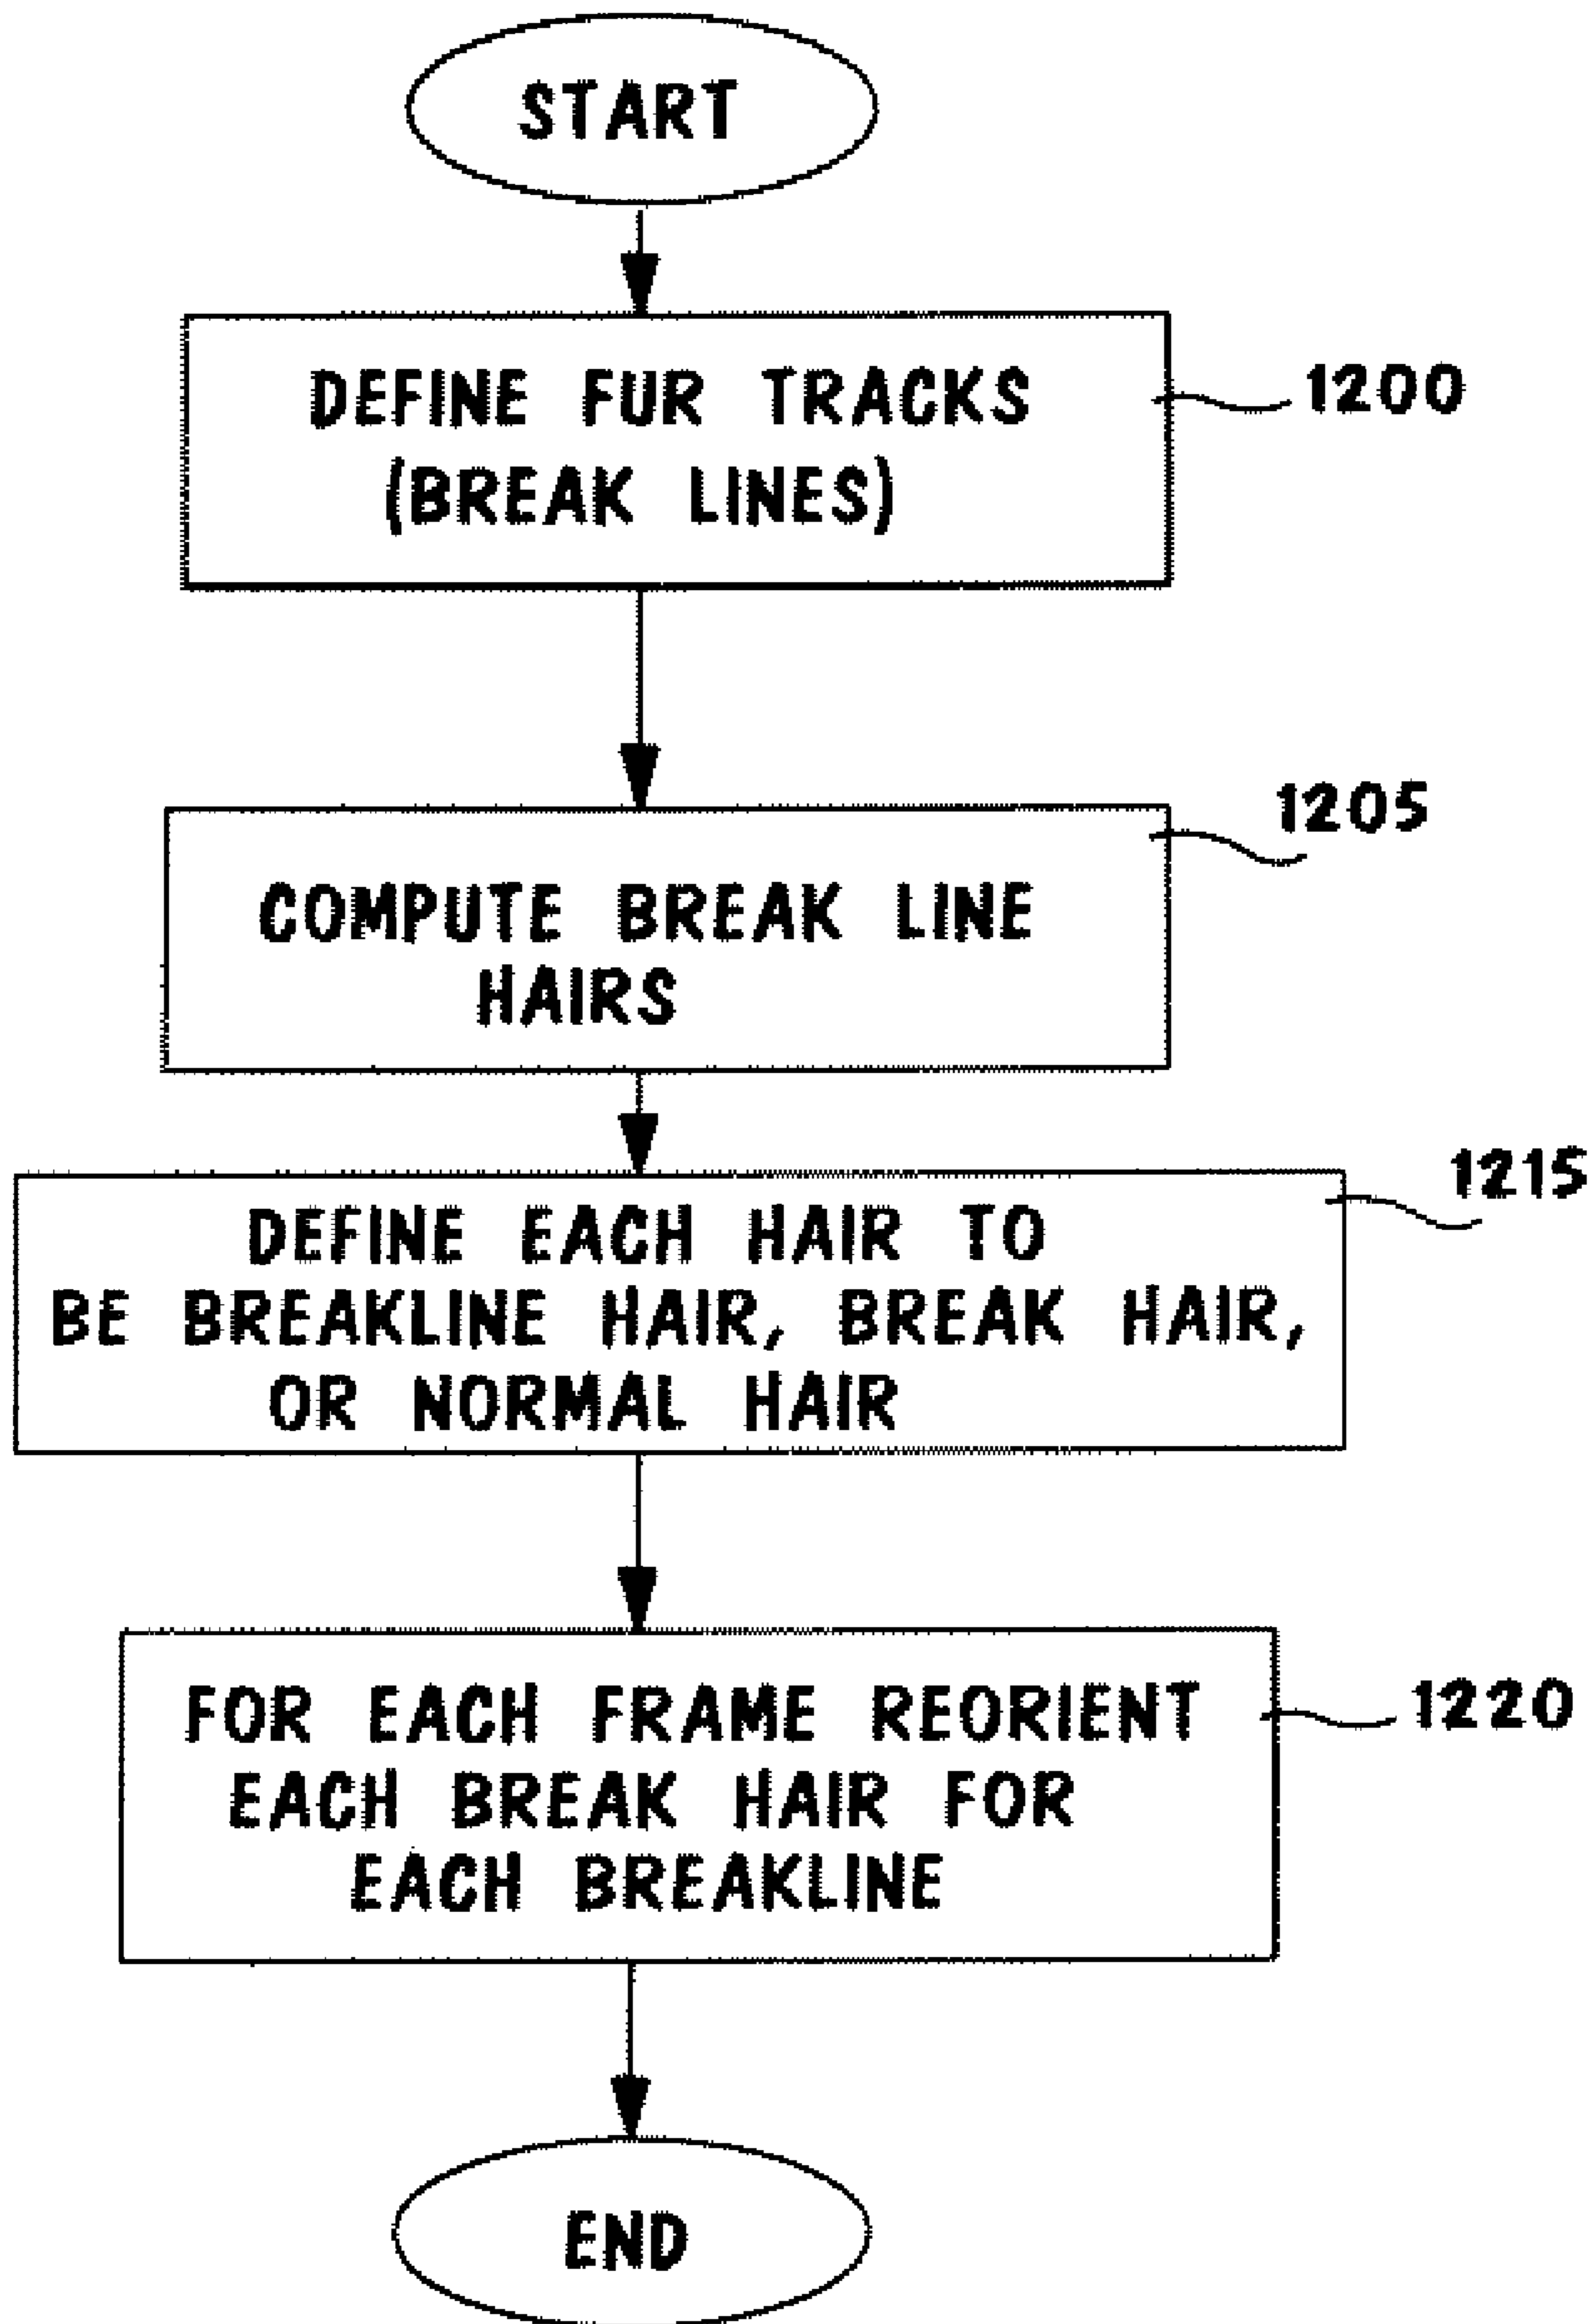 START
DEFINE FUR TRACKS
(BREAK LINES)
1200
1205
COMPUTE BREAK LINE
HAIRS
1215
DEFINE EACH HAIR TO
BE BREAKLINE HAIR, BREAK HAIR,
OR NORMAL HAIR
FOR EACH FRAME REORIENT
EACH BREAK HAIR FOR
EACH BREAKLINE
1220
END